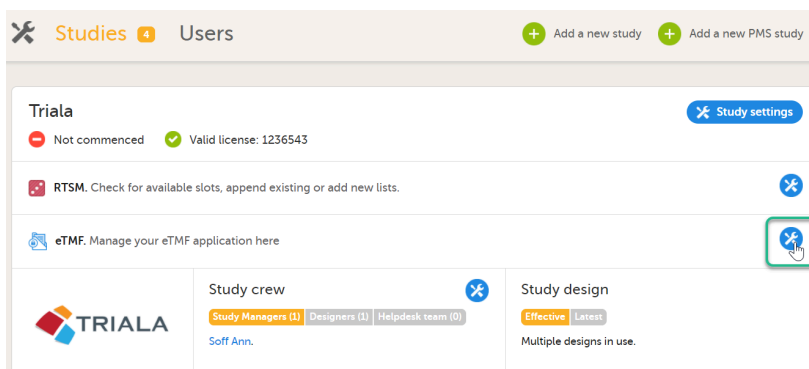 Studies 4 Users
Add a new study Add a new PMS study
Triala
Study settings
Not commenced Valid license: 1236543
RTSM. Check for available slots, append existing or add new lists.
eTMF. Manage your eTMF application here
TRIALA
Study crew
Study Managers (1) Designers (1) Helpdesk team (0)
Soff Ann.
Study design
Effective Latest
Multiple designs in use.